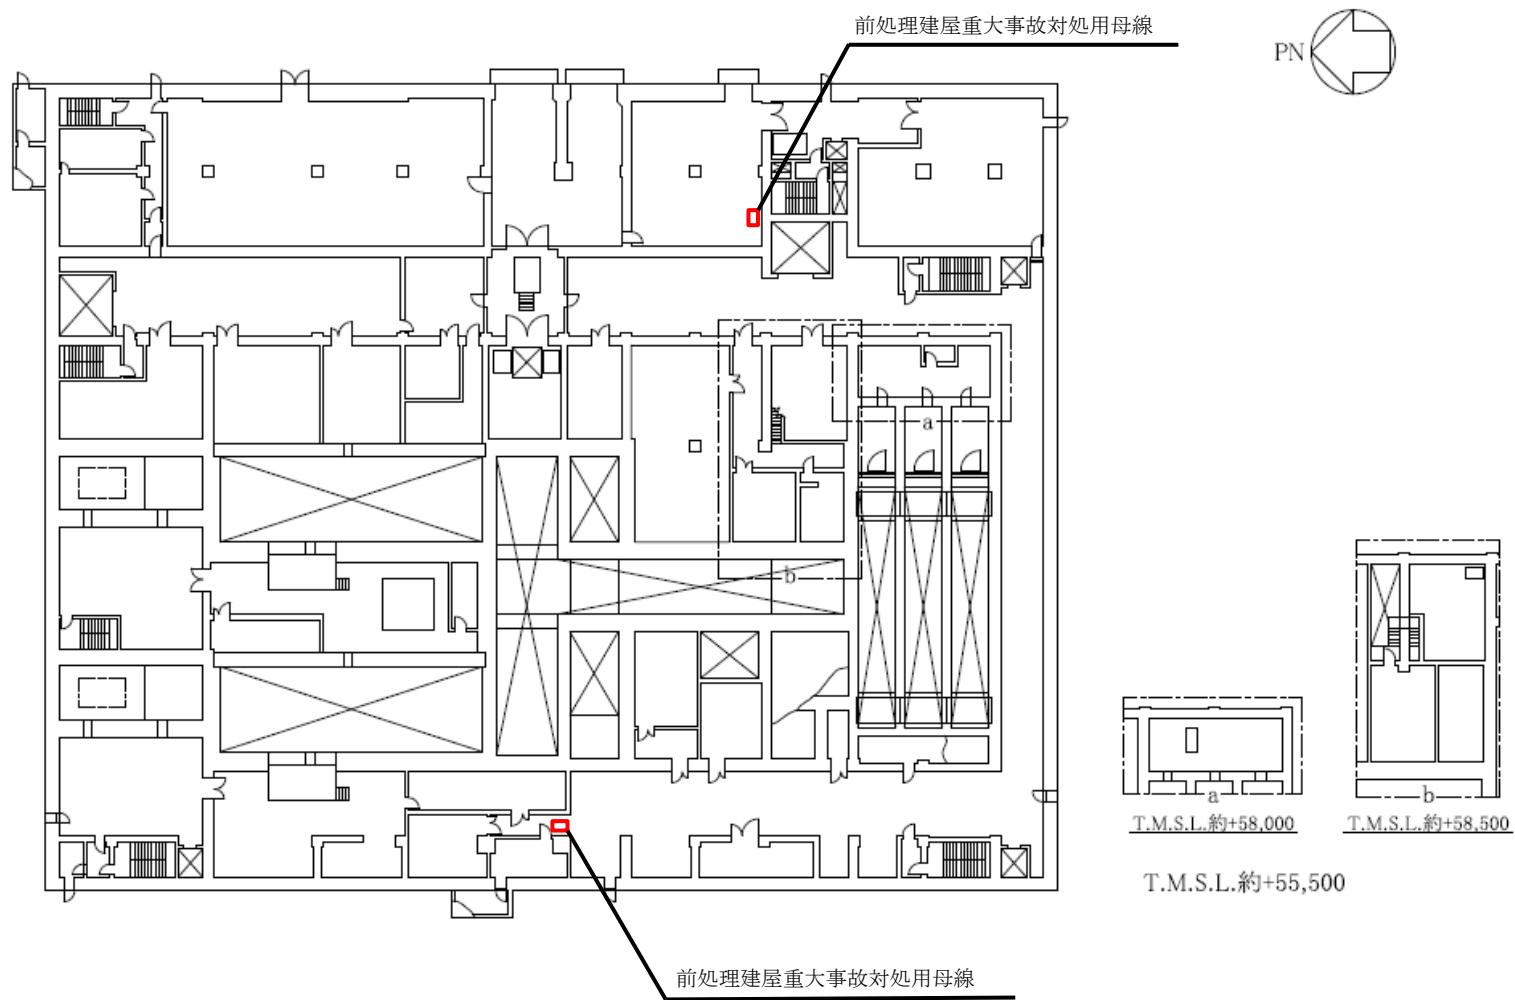 前処理建屋重大事故対処用母線
PN
a
b
a
T.M.S.L.約+58,000
b
T.M.S.L.約+58,500
T.M.S.L.約+55,500
前処理建屋重大事故対処用母線